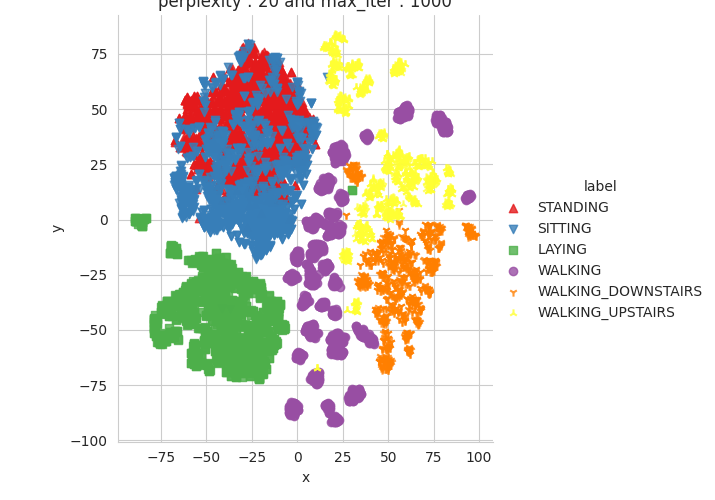 perplexity : 20 and max_iter : 1000
75
50
25
0
−25
−50
−75
−100
y
−75
−50
−25
0
25
50
75
100
x
label
STANDING
SITTING
LAYING
WALKING
WALKING_DOWNSTAIRS
WALKING_UPSTAIRS